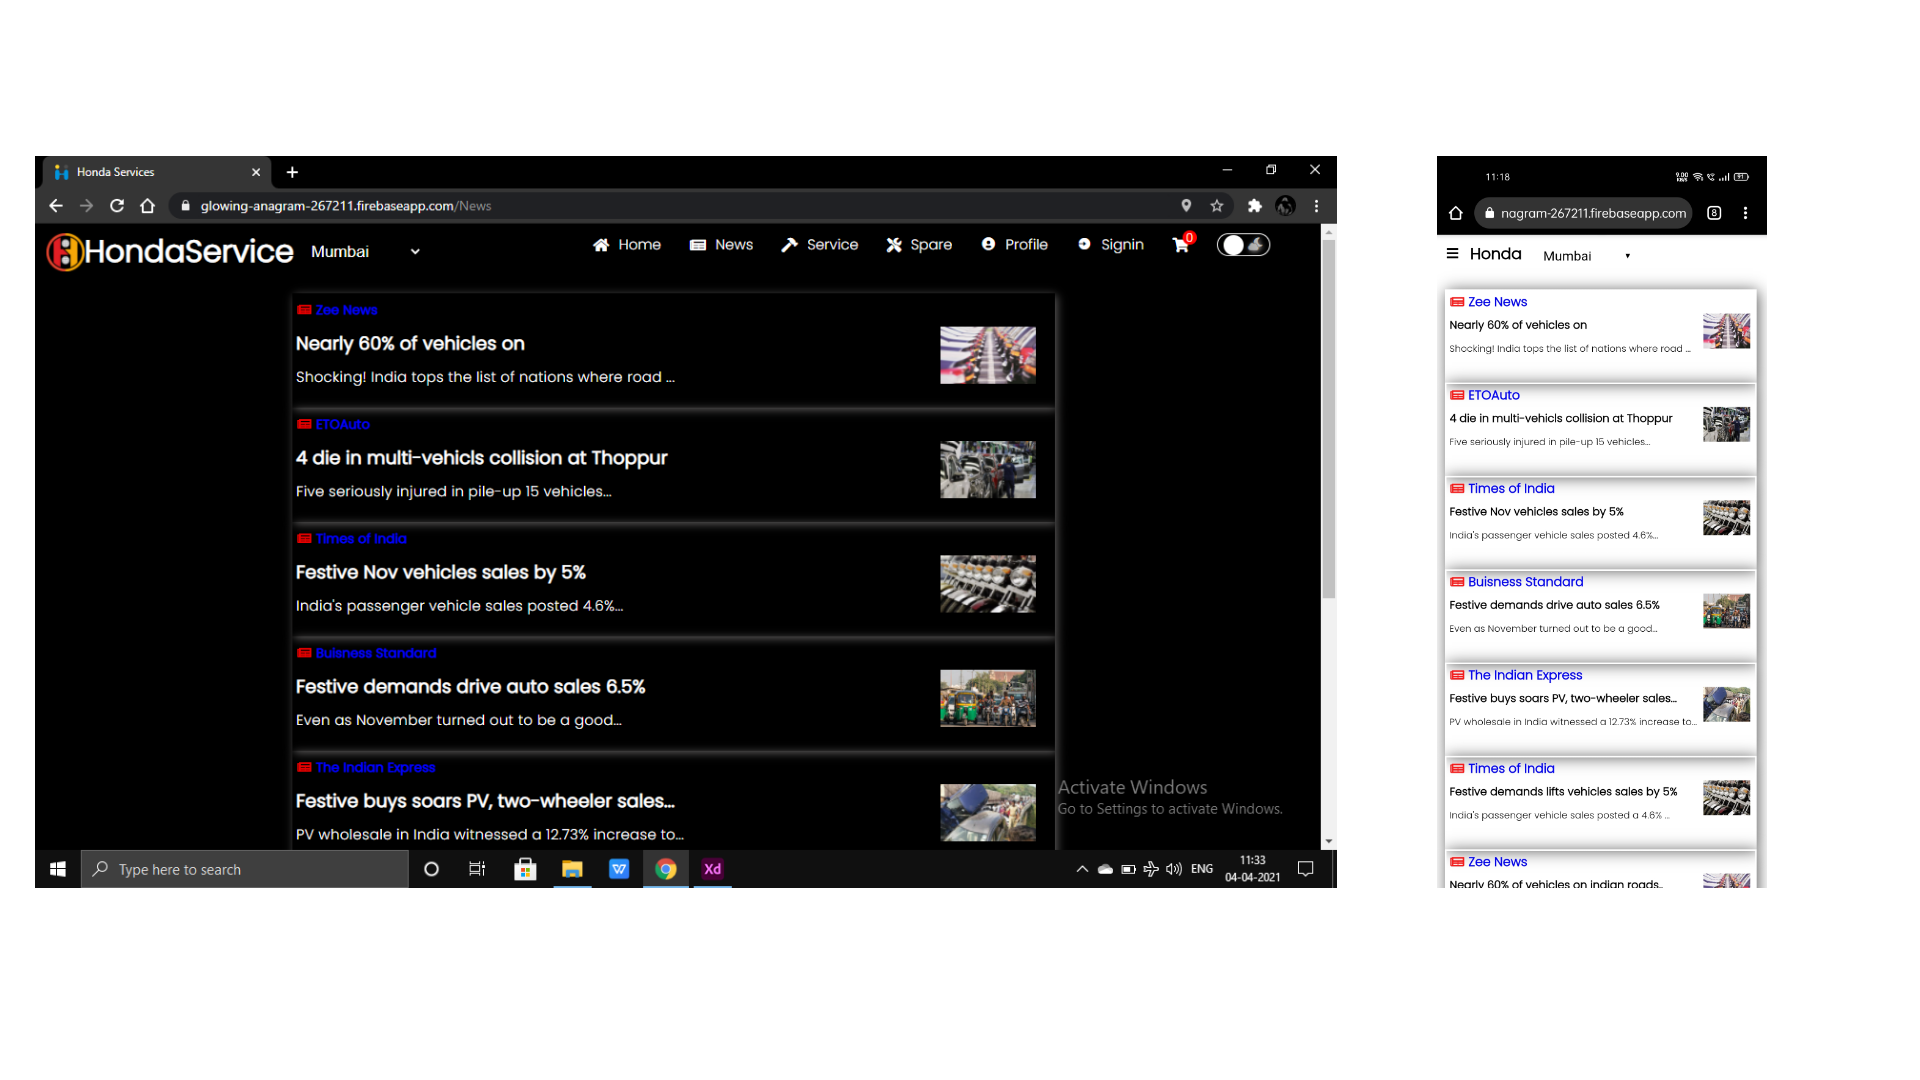 Honda Services
glowing-anagram-267211.firebaseapp.com/News
HondaService Mumbai Home News Service Spare Profile Signin 0
Zee News
Nearly 60% of vehicles on
Shocking! India tops the list of nations where road ...
ETOAuto
4 die in multi-vehicls collision at Thoppur
Five seriously injured in pile-up 15 vehicles...
Times of India
Festive Nov vehicles sales by 5%
India's passenger vehicle sales posted 4.6%...
Buisness Standard
Festive demands drive auto sales 6.5%
Even as November turned out to be a good...
The Indian Express
Festive buys soars PV, two-wheeler sales...
PV wholesale in India witnessed a 12.73% increase to...
Activate Windows
Go to Settings to activate Windows.
Type here to search
Xd
ENG
11:33
04-04-2021
11:18
nagram-267211.firebaseapp.com 8
Honda Mumbai
Zee News
Nearly 60% of vehicles on
Shocking! India tops the list of nations where road ...
ETOAuto
4 die in multi-vehicls collision at Thoppur
Five seriously injured in pile-up 15 vehicles...
Times of India
Festive Nov vehicles sales by 5%
India's passenger vehicle sales posted 4.6%...
Buisness Standard
Festive demands drive auto sales 6.5%
Even as November turned out to be a good...
The Indian Express
Festive buys soars PV, two-wheeler sales...
PV wholesale in India witnessed a 12.73% increase to...
Times of India
Festive demands lifts vehicles sales by 5%
India's passenger vehicle sales posted a 4.6% ...
Zee News
Nearly 60% of vehicles on indian roads..